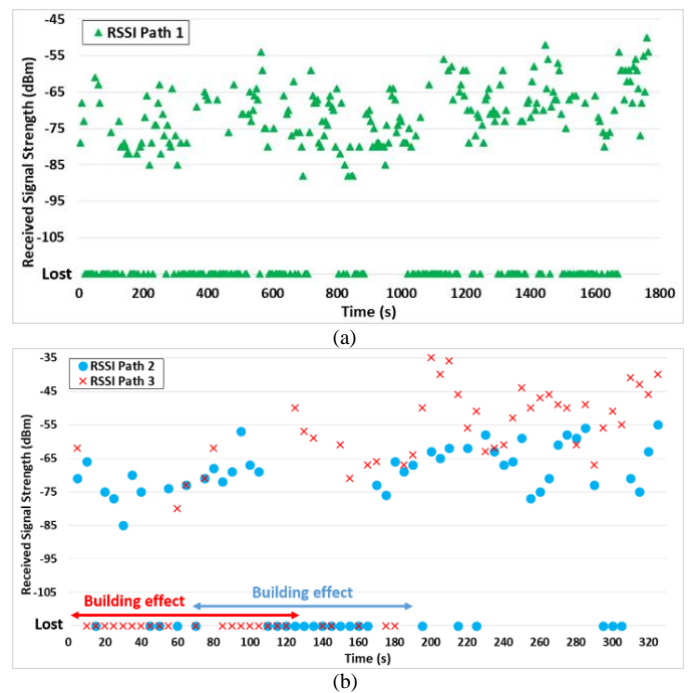 -45
-55
-65
-75
-85
-95
-105
Lost
Received Signal Strength (dBm)
RSSI Path 1
0 200 400 600 800 1000 1200 1400 1600 1800
Time (s)
(a)
-35
-45
-55
-65
-75
-85
-95
-105
Lost
Received Signal Strength (dBm)
RSSI Path 2
RSSI Path 3
Building effect
Building effect
0 20 40 60 80 100 120 140 160 180 200 220 240 260 280 300 320
Time (s)
(b)